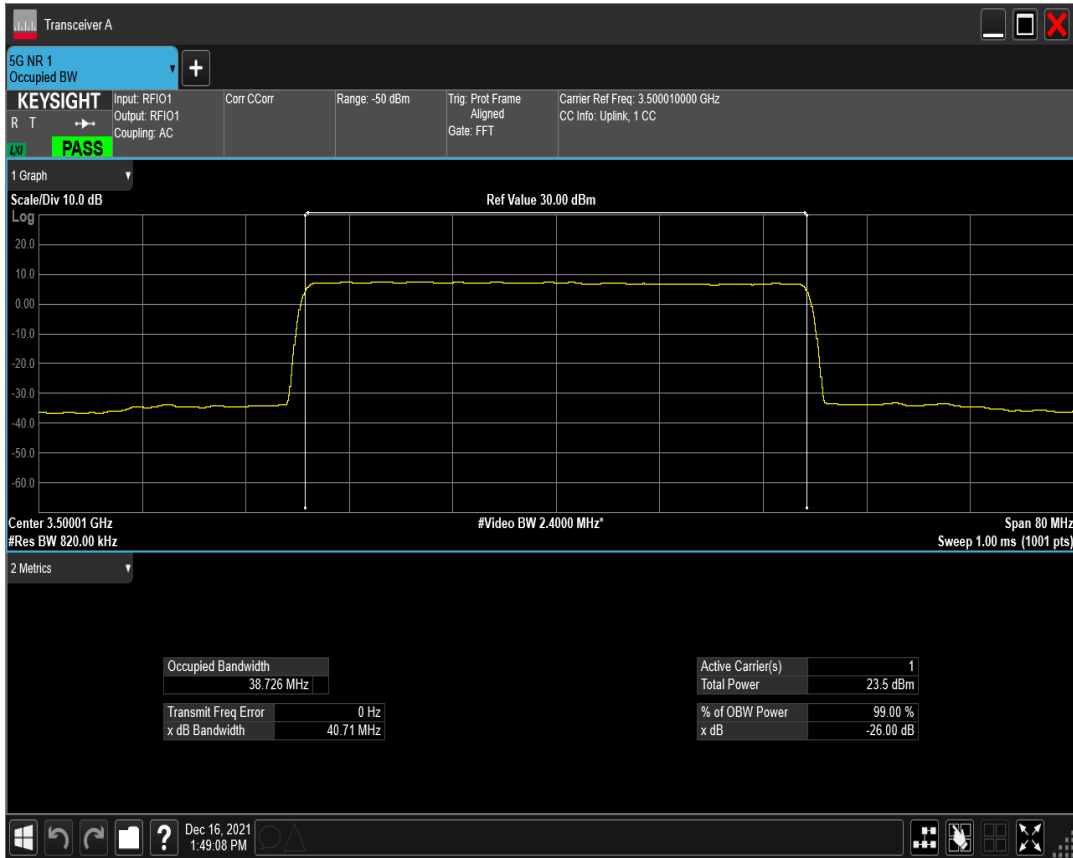 Transceiver A
5G NR 1
Occupied BW
KEYSIGHT
R T
LXI
PASS
Input: RFIO1
Output: RFIO1
Coupling: AC
Corr CCorr
Range: -50 dBm
Trig: Prot Frame
Aligned
Gate: FFT
Carrier Ref Freq: 3.500010000 GHz
CC Info: Uplink, 1 CC
1 Graph
Scale/Div 10.0 dB
Ref Value 30.00 dBm
Log
20.0
10.0
0.00
-10.0
-20.0
-30.0
-40.0
-50.0
-60.0
Center 3.50001 GHz
#Video BW 2.4000 MHz*
Span 80 MHz
#Res BW 820.00 kHz
Sweep 1.00 ms (1001 pts)
2 Metrics
Occupied Bandwidth
38.726 MHz
Transmit Freq Error 0 Hz
x dB Bandwidth 40.71 MHz
Active Carrier(s) 1
Total Power 23.5 dBm
% of OBW Power 99.00 %
x dB -26.00 dB
?
Dec 16, 2021
1:49:08 PM